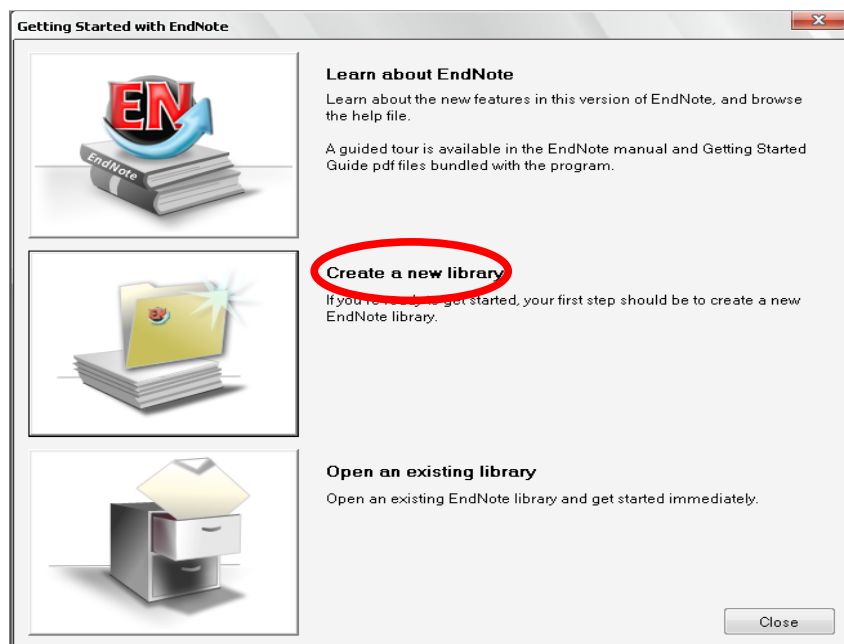 Getting Started with EndNote
EN
EndNote
Learn about EndNote
Learn about the new features in this version of EndNote, and browse
the help file.
A guided tour is available in the EndNote manual and Getting Started
Guide pdf files bundled with the program.
EN
Create a new library
If you're ready to get started, your first step should be to create a new
EndNote library.
Open an existing library
Open an existing EndNote library and get started immediately.
Close